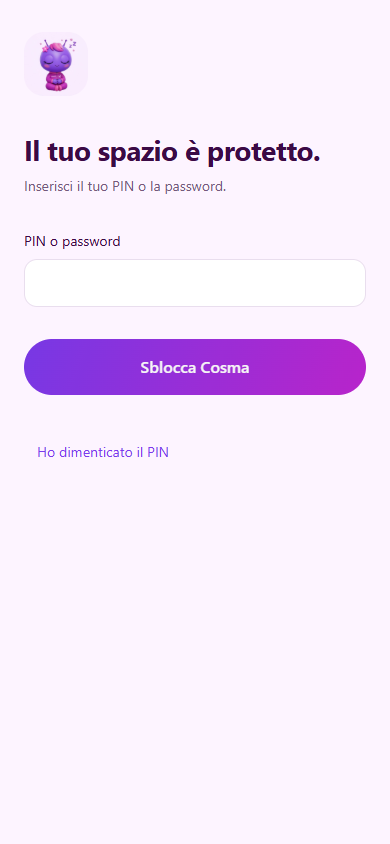 Il tuo spazio è protetto.
Inserisci il tuo PIN o la password.
PIN o password
Sblocca Cosma
Ho dimenticato il PIN